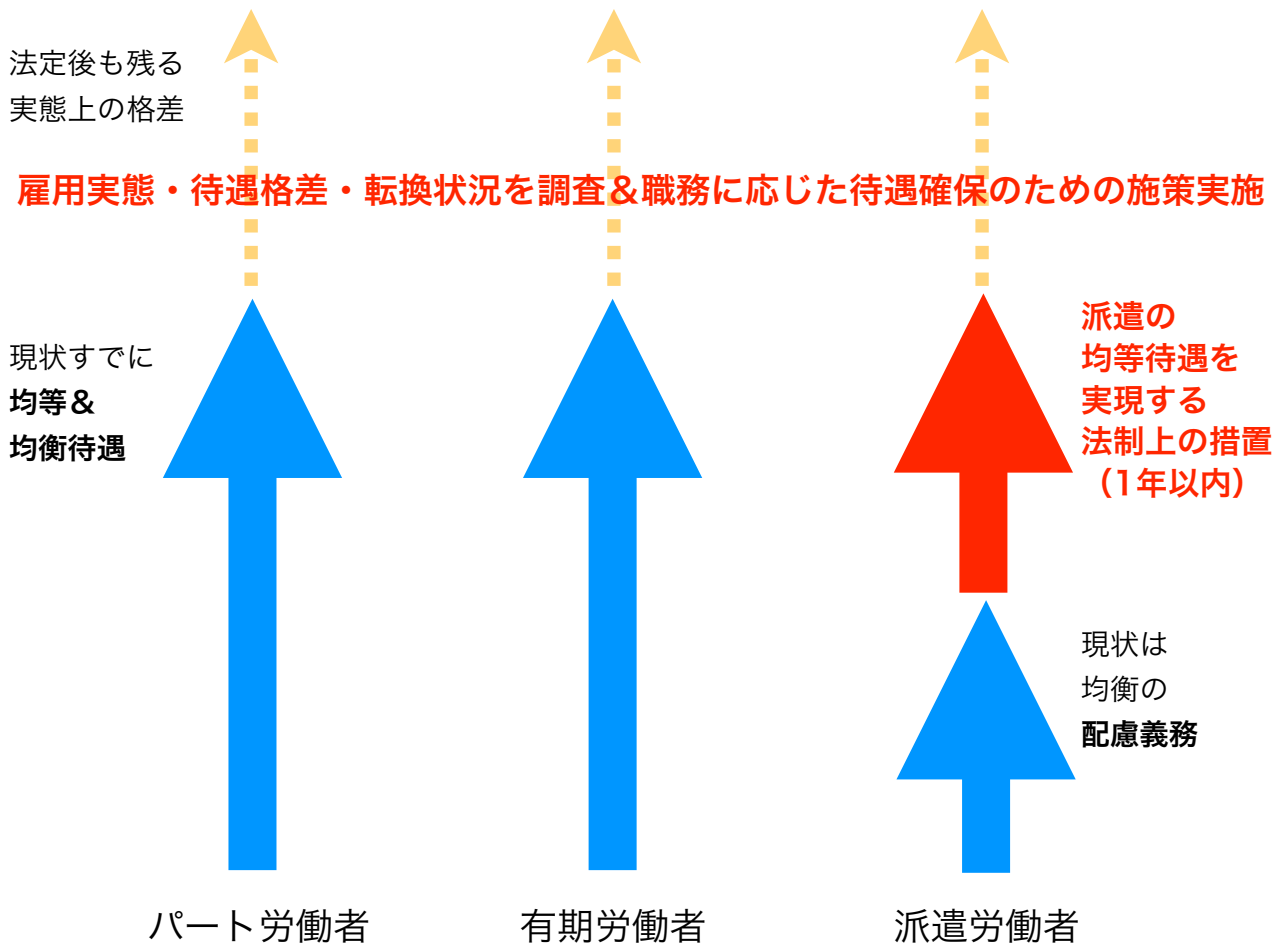 法定後も残る
実態上の格差
雇用実態・待遇格差・転換状況を調査&職務に応じた待遇確保のための施策実施
現状すでに
均等&
均衡待遇
派遣の
均等待遇を
実現する
法制上の措置
（1年以内）
現状は
均衡の
配慮義務
パート労働者
有期労働者
派遣労働者